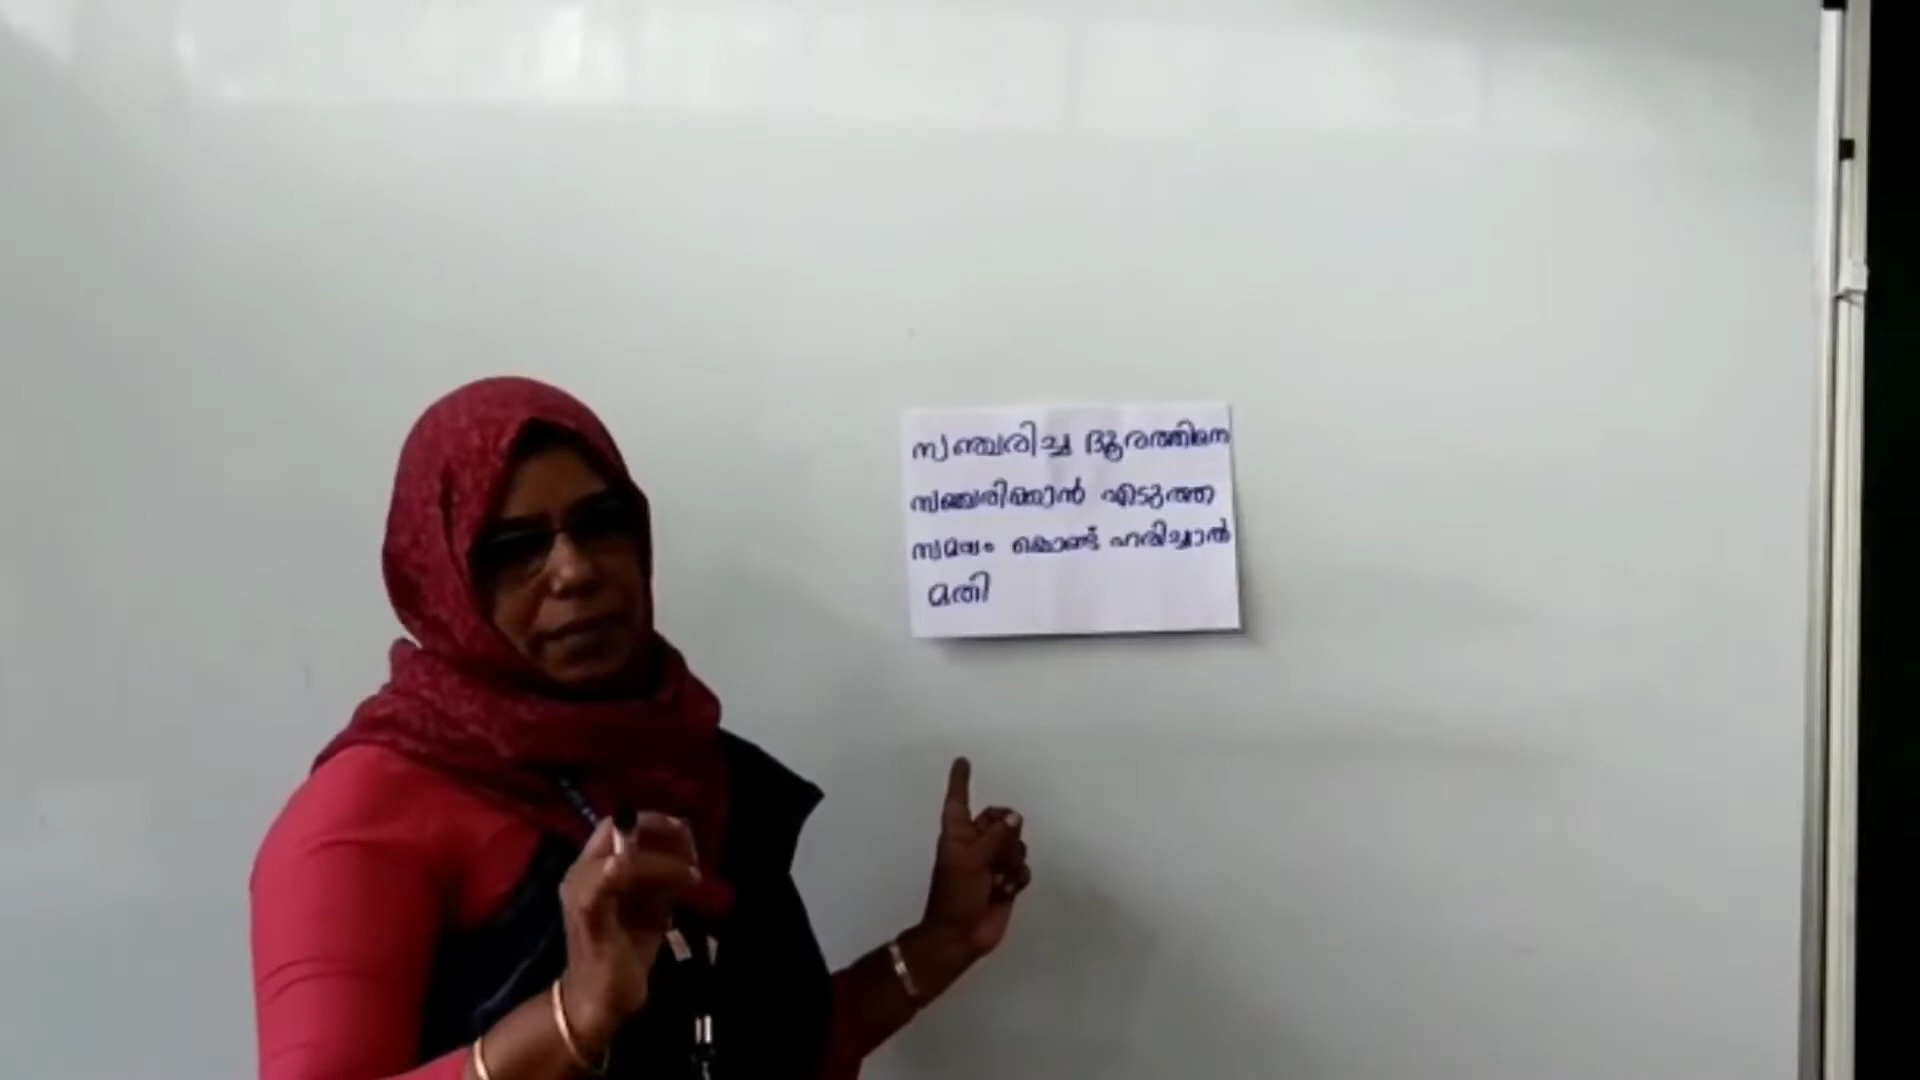 സഞ്ചരിച്ച ദൂരത്തിനെ
സഞ്ചരിക്കാൻ എടുത്ത
സമയം കൊണ്ട് ഹരിച്ചാൽ
മതി